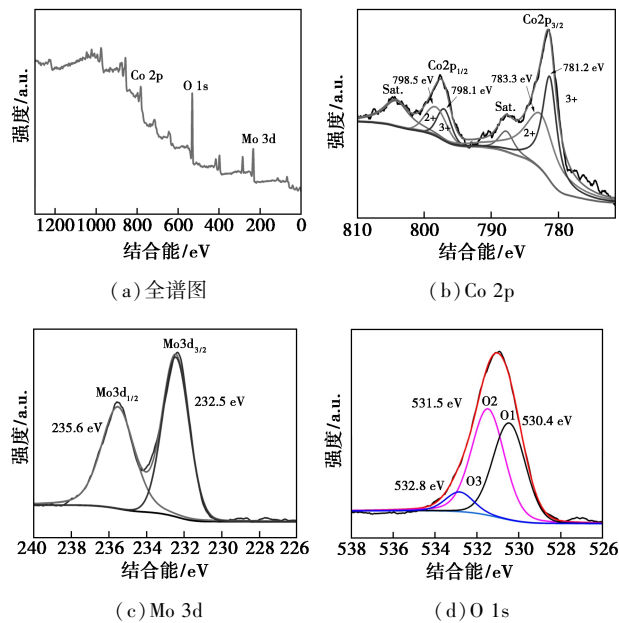 强度/a.u.
Co 2p
O 1s
Mo 3d
1200 1000 800 600 400 200 0
结合能/eV
(a)全谱图
强度/a.u.
Co2p3/2
Co2p1/2
798.5 eV
783.3 eV
781.2 eV
Sat.
798.1 eV
Sat.
3+
2+
3+
2+
810 800 790 780
结合能/eV
(b)Co 2p
强度/a.u.
Mo3d3/2
Mo3d1/2
232.5 eV
235.6 eV
240 238 236 234 232 230 228 226
结合能/eV
(c)Mo 3d
强度/a.u.
531.5 eV
O2
O1
530.4 eV
532.8 eV
O3
538 536 534 532 530 528 526
结合能/eV
(d)O 1s